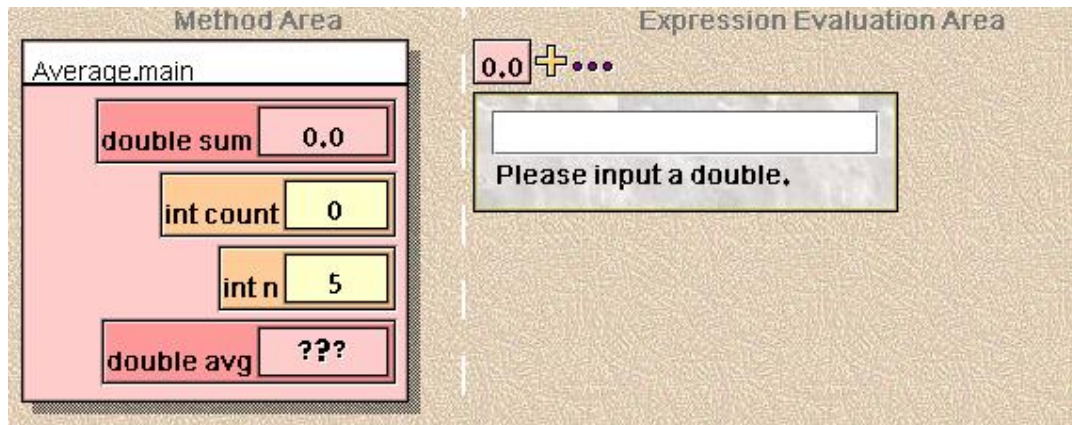 Method Area
Average.main
double sum 0.0
int count 0
int n 5
double avg ???
Expression Evaluation Area
0.0 + •••
Please input a double.